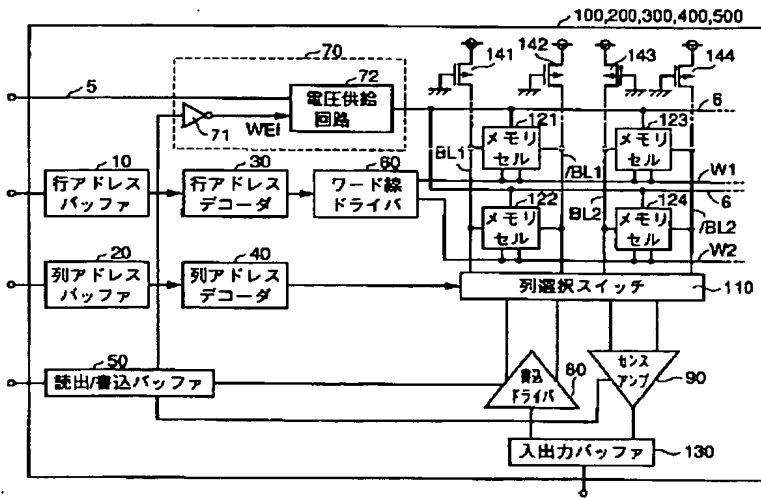 100,200,300,400,500
70
141
142
143
144
5
72
電圧供給
回路
6
71
WEI
121
メモリ
セル
123
メモリ
セル
BL1
/BL1
W1
6
10
行アドレス
バッファ
30
行アドレス
デコーダ
60
ワード線
ドライバ
122
メモリ
セル
BL2
124
メモリ
セル
/BL2
W2
20
列アドレス
バッファ
40
列アドレス
デコーダ
列選択スイッチ
110
50
読出/書込バッファ
書込
ドライバ
80
センス
アンプ
90
入出力バッファ
130